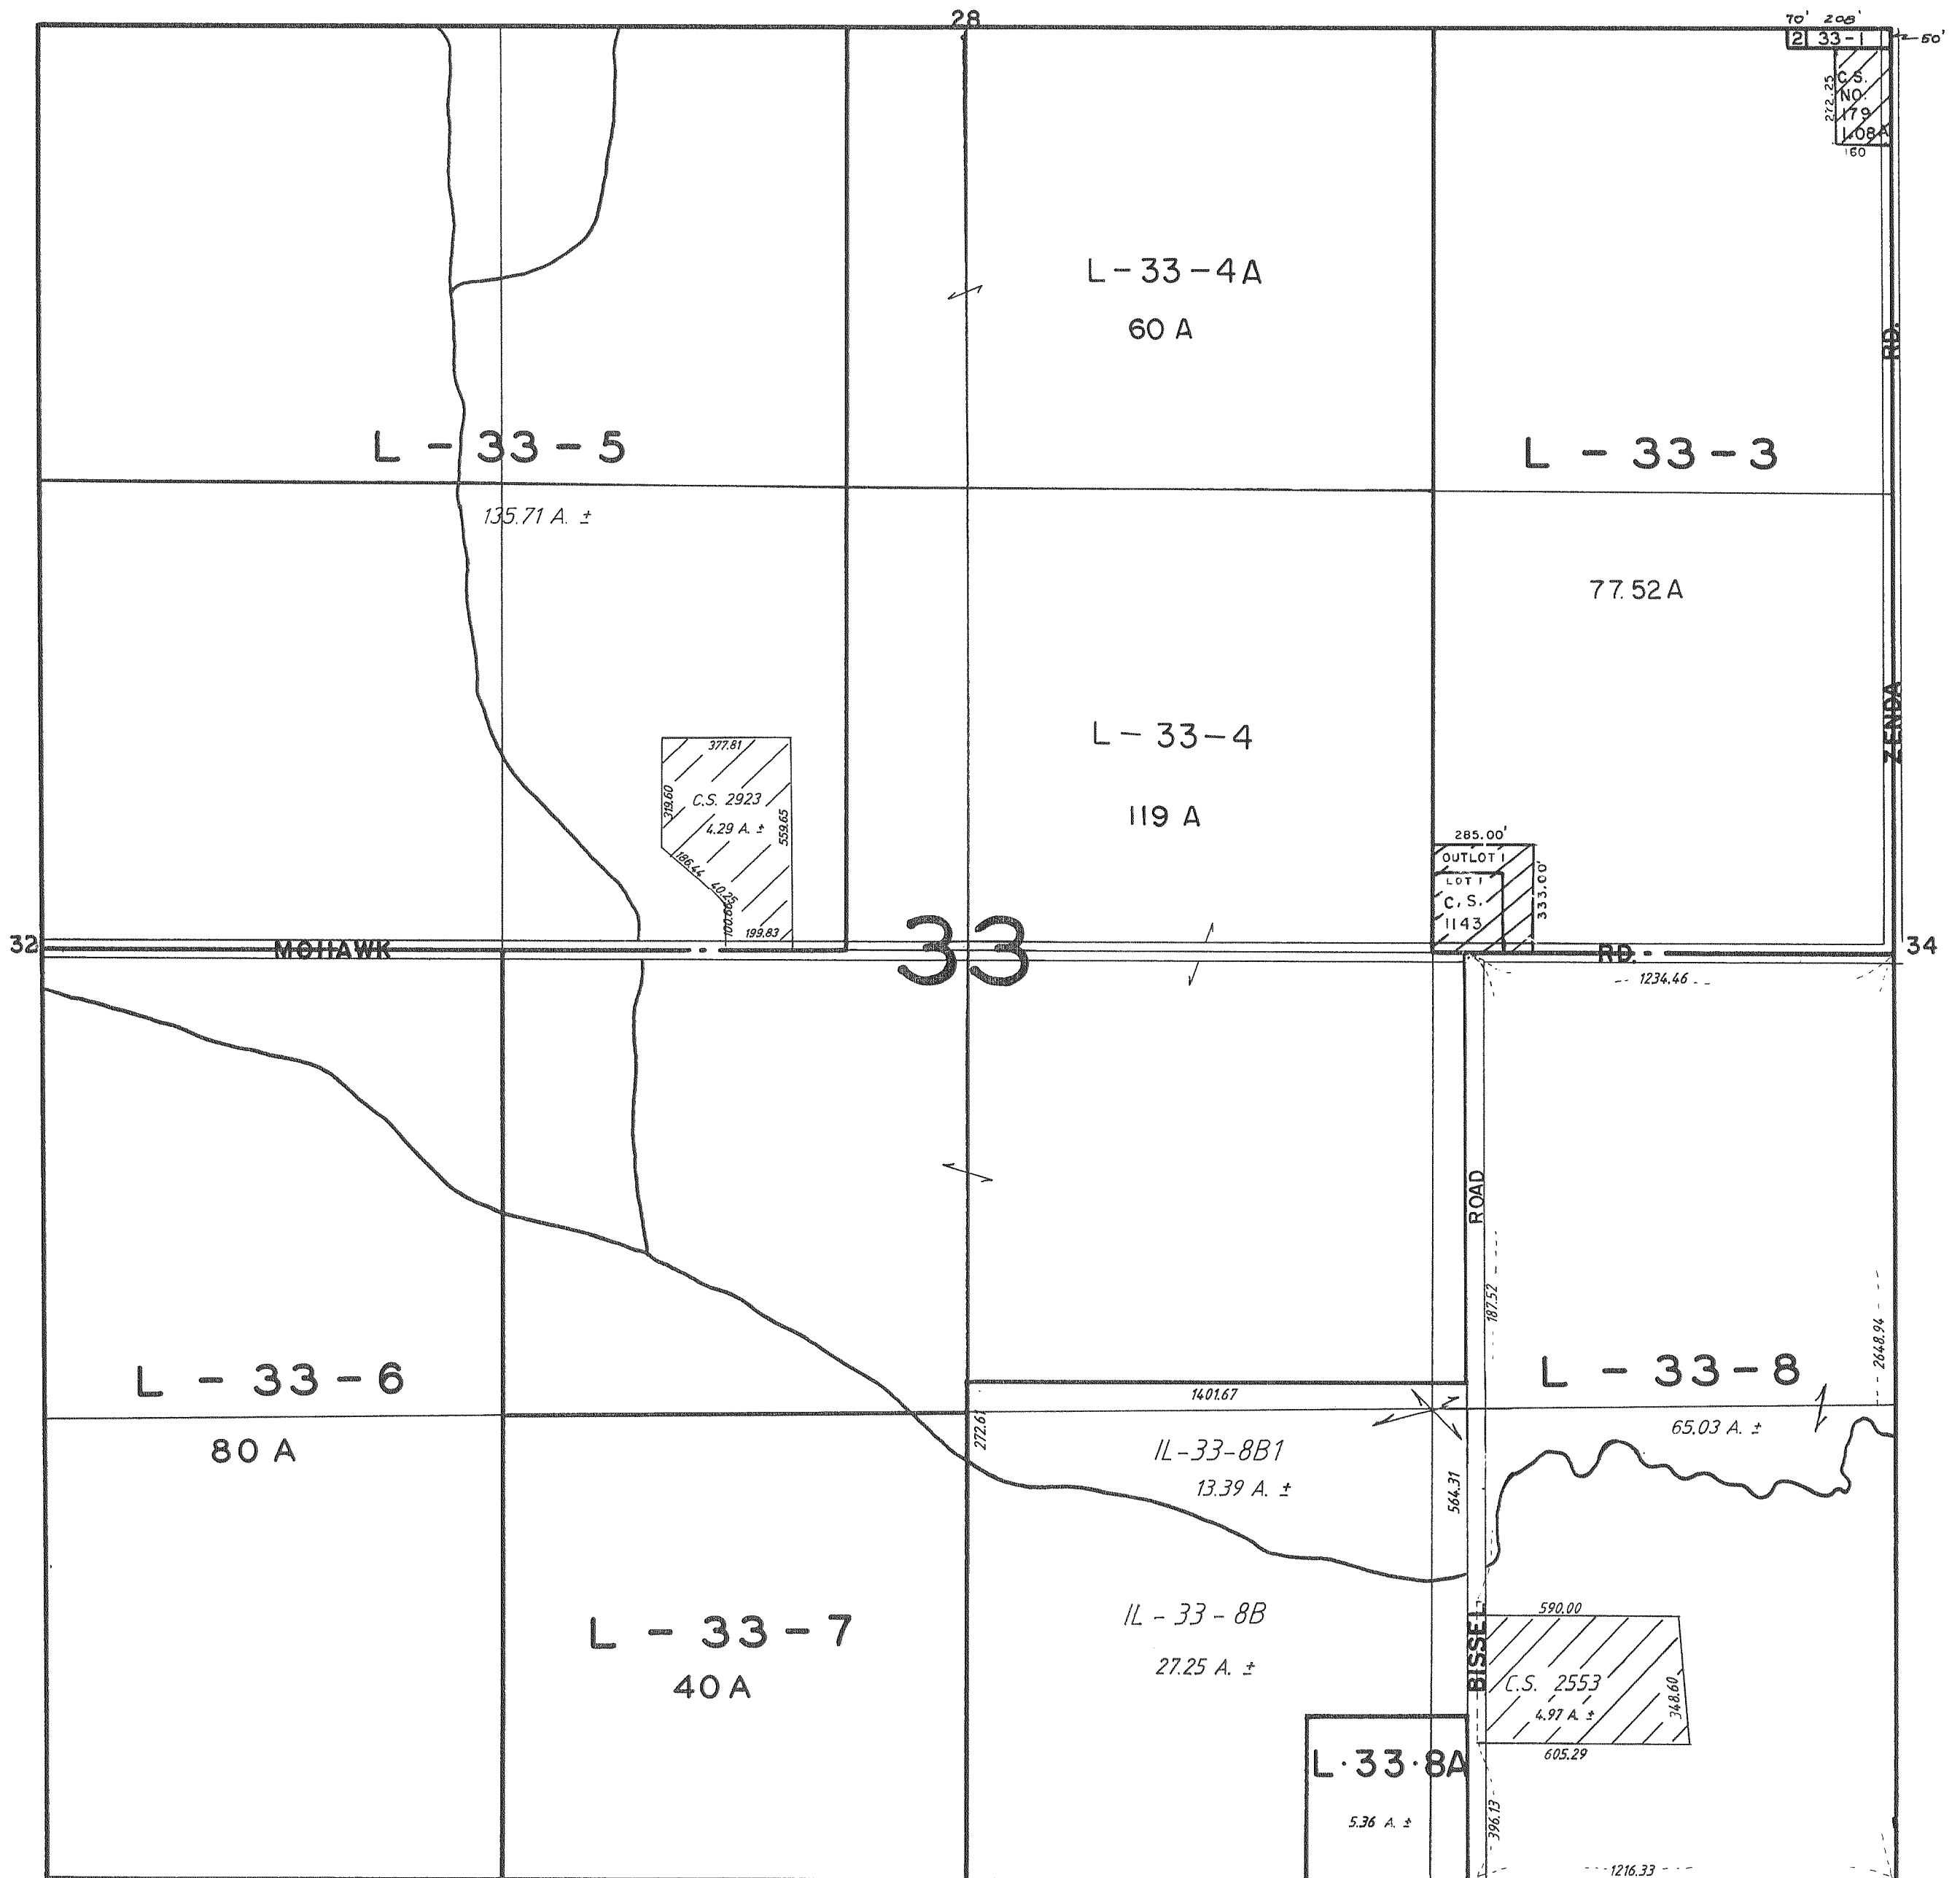 28
70' 208'
2 33-1
50'
C.S.
NO.
179
1.08A
272.25
160
L-33-4A
60 A
RD.
L - 33 - 5
L - 33 - 3
135.71 A. ±
77.52 A
ZENDA
L - 33-4
119 A
377.81
319.60
C.S. 2923
4.29 A. ±
559.65
186.44
40.25
100.66
199.83
285.00'
OUTLOT 1
LOT 1
C. S.
1143
333.00'
32
MOHAWK
33
RD.
34
1234.46
ROAD
187.52
2648.94
L - 33 - 6
80 A
L - 33-8
65.03 A. ±
1401.67
272.67
IL-33-8B1
13.39 A. ±
564.31
L - 33 - 7
40 A
IL - 33 - 8B
27.25 A. ±
BISSEL
590.00
C.S. 2553
4.97 A. ±
348.60
605.29
L·33·8A
5.36 A. ±
396.13
1216.33